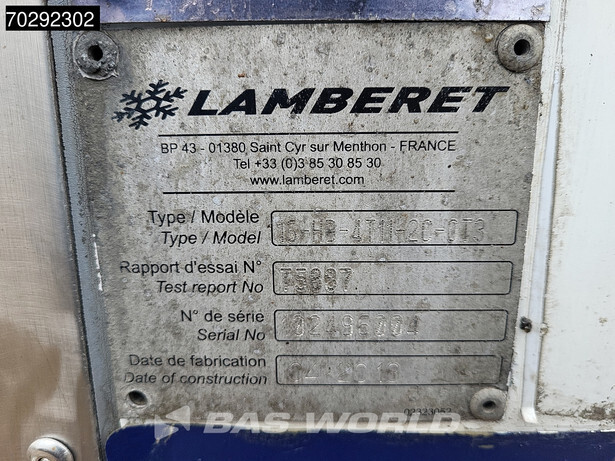 70292302
LAMBERET
BP 43 - 01380 Saint Cyr sur Menthon - FRANCE
Tel +33 (0)3 85 30 85 30
www.lamberet.com
Type / Modèle
Type / Model
Rapport d'essai N°
Test report No
N° de série
Serial No
102495004
Date de fabrication
Date of construction
02323053
BAS WORLD